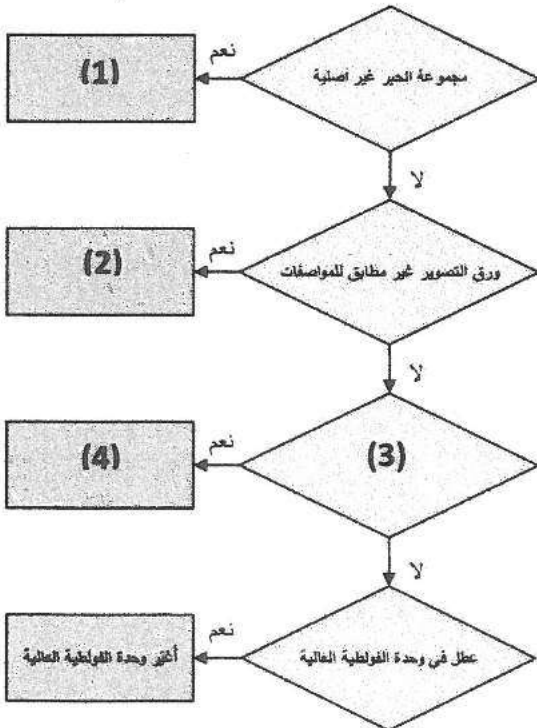 مجموعة الحبر غير أصلية
نعم
(1)
لا
ورق التصوير غير مطابق للمواصفات
نعم
(2)
لا
(3)
نعم
(4)
لا
عطل في وحدة الفولطية العالية
نعم
أغير وحدة الفولطية العالية